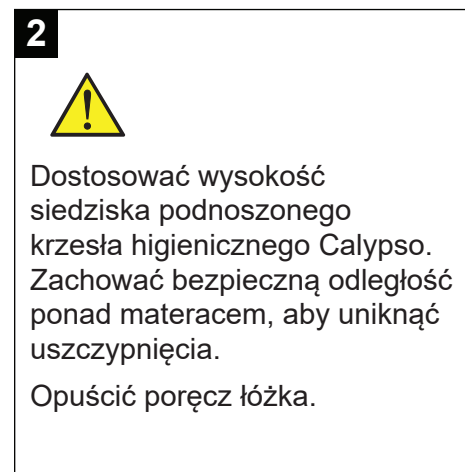 2
Dostosować wysokość
siedziska podnoszonego
krzesła higienicznego Calypso.
Zachować bezpieczną odległość
ponad materacem, aby uniknąć
uszczypnięcia.
Opuścić poręcz łóżka.